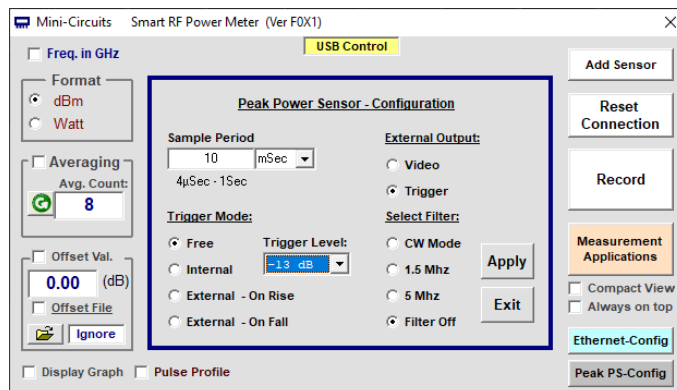 Mini-Circuits Smart RF Power Meter (Ver F0X1)
USB Control
Freq. in GHz
Format
dBm
Watt
Averaging
Avg. Count:
8
Offset Val.
0.00 (dB)
Offset File
Ignore
Display Graph Pulse Profile
Peak Power Sensor - Configuration
Sample Period
10 mSec
4µSec - 1Sec
Trigger Mode:
Free
Internal
External - On Rise
External - On Fall
Trigger Level:
-13 dB
External Output:
Video
Trigger
Select Filter:
CW Mode
1.5 Mhz
5 Mhz
Filter Off
Apply
Exit
Add Sensor
Reset
Connection
Record
Measurement
Applications
Compact View
Always on top
Ethernet-Config
Peak PS-Config